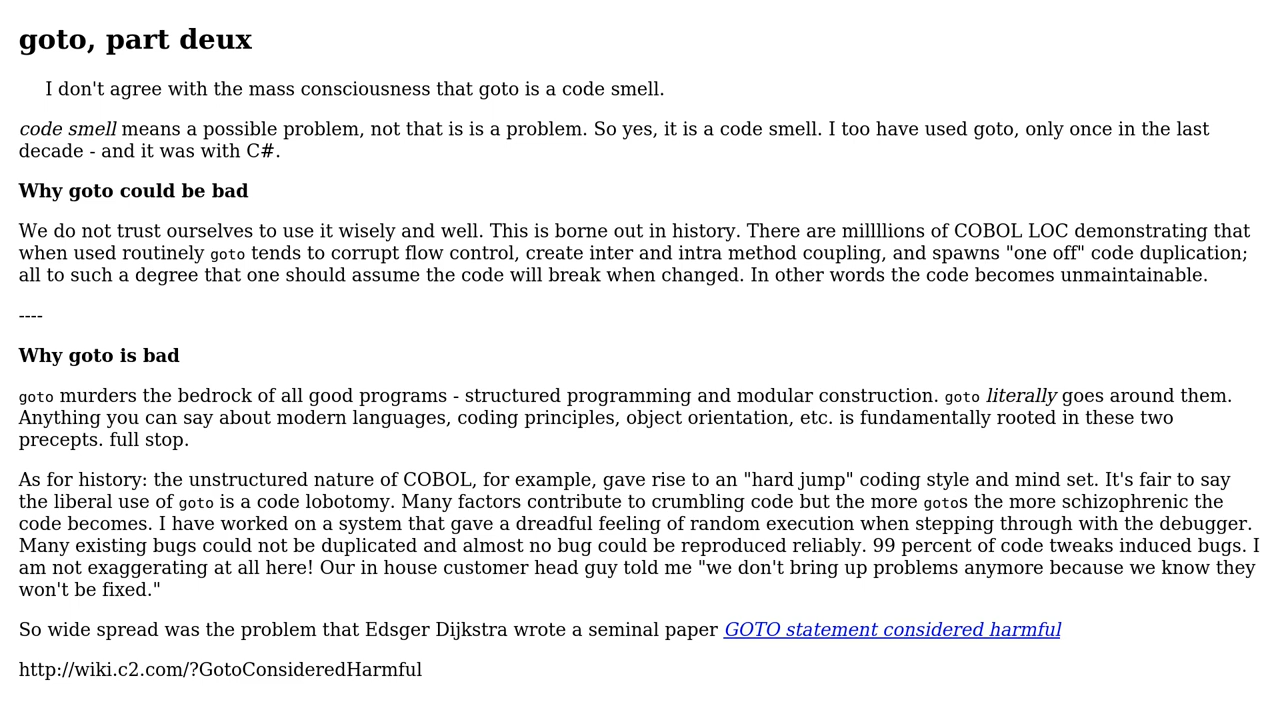 goto, part deux
I don't agree with the mass consciousness that goto is a code smell.
code smell means a possible problem, not that is is a problem. So yes, it is a code smell. I too have used goto, only once in the last
decade - and it was with C#.
Why goto could be bad
We do not trust ourselves to use it wisely and well. This is borne out in history. There are millllions of COBOL LOC demonstrating that
when used routinely goto tends to corrupt flow control, create inter and intra method coupling, and spawns "one off" code duplication;
all to such a degree that one should assume the code will break when changed. In other words the code becomes unmaintainable.
----
Why goto is bad
goto murders the bedrock of all good programs - structured programming and modular construction. goto literally goes around them.
Anything you can say about modern languages, coding principles, object orientation, etc. is fundamentally rooted in these two
precepts. full stop.
As for history: the unstructured nature of COBOL, for example, gave rise to an "hard jump" coding style and mind set. It's fair to say
the liberal use of goto is a code lobotomy. Many factors contribute to crumbling code but the more gotos the more schizophrenic the
code becomes. I have worked on a system that gave a dreadful feeling of random execution when stepping through with the debugger.
Many existing bugs could not be duplicated and almost no bug could be reproduced reliably. 99 percent of code tweaks induced bugs. I
am not exaggerating at all here! Our in house customer head guy told me "we don't bring up problems anymore because we know they
won't be fixed."
So wide spread was the problem that Edsger Dijkstra wrote a seminal paper GOTO statement considered harmful
http://wiki.c2.com/?GotoConsideredHarmful